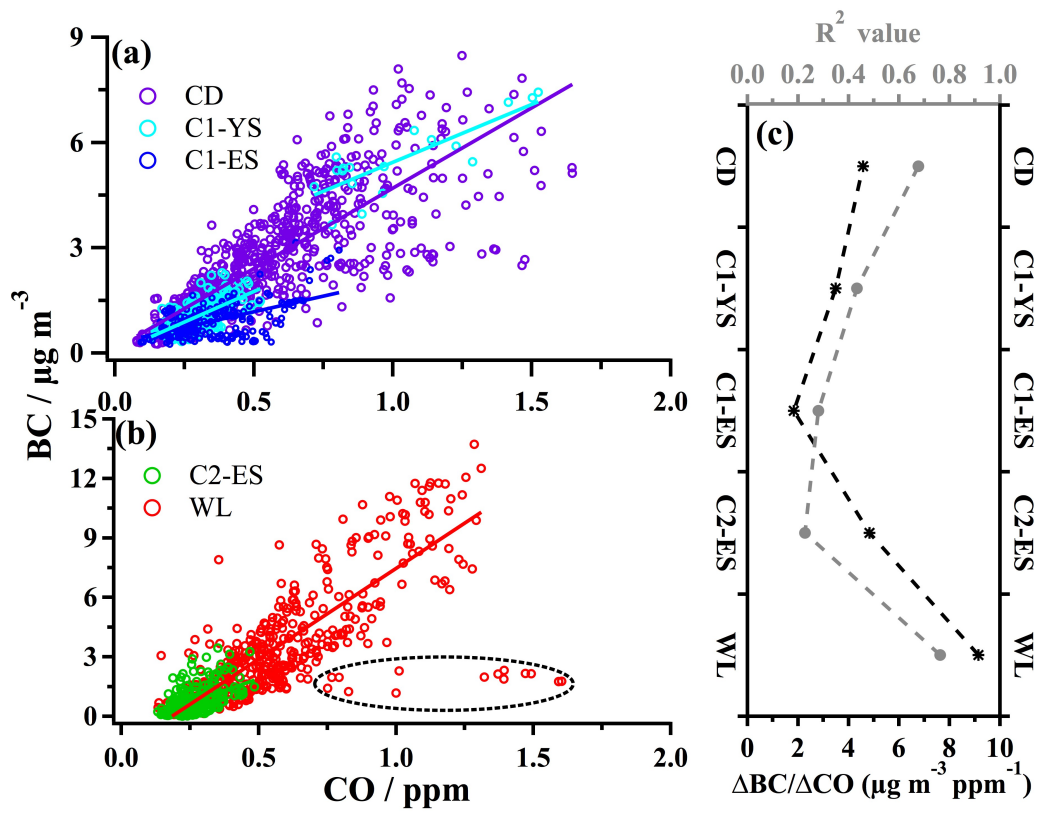 (a)
CD
C1-YS
C1-ES
9
6
3
0
0.0 0.5 1.0 1.5 2.0
BC / µg m⁻³
(b)
C2-ES
WL
15
12
9
6
3
0
0.0 0.5 1.0 1.5 2.0
CO / ppm
R² value
0.0 0.2 0.4 0.6 0.8 1.0
(c)
CD CD
C1-YS C1-YS
C1-ES C1-ES
C2-ES C2-ES
WL WL
0 2 4 6 8 10
ΔBC/ΔCO (µg m⁻³ ppm⁻¹)